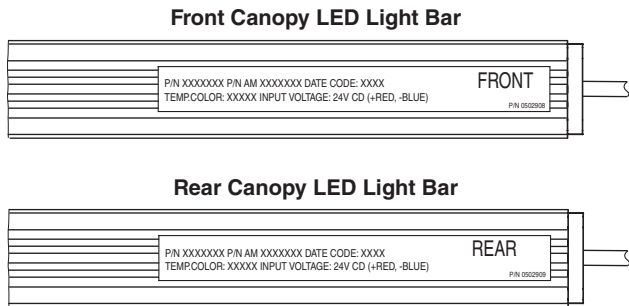 Front Canopy LED Light Bar
P/N XXXXXXX P/N AM XXXXXXX DATE CODE: XXXX
TEMP.COLOR: XXXXX INPUT VOLTAGE: 24V CD (+RED, -BLUE)
FRONT
P/N 0502908
Rear Canopy LED Light Bar
P/N XXXXXXX P/N AM XXXXXXX DATE CODE: XXXX
TEMP.COLOR: XXXXX INPUT VOLTAGE: 24V CD (+RED, -BLUE)
REAR
P/N 0502909